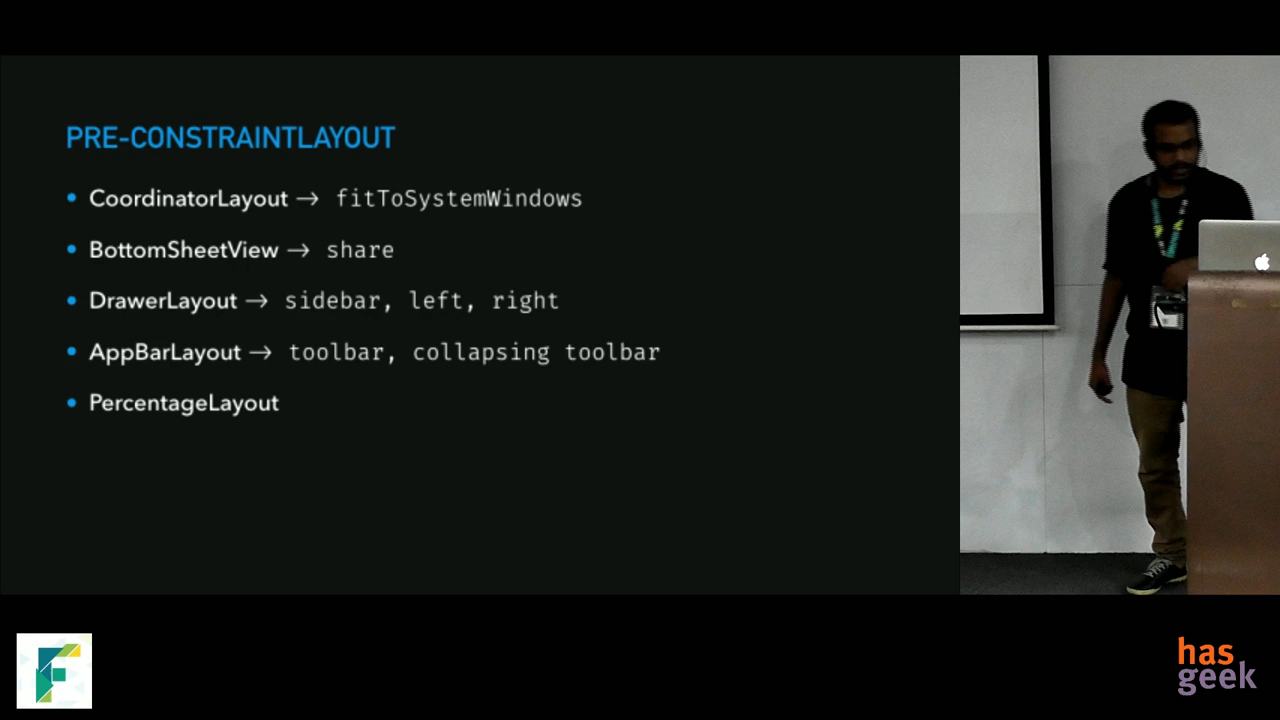 PRE-CONSTRAINTLAYOUT
• CoordinatorLayout → fitToSystemWindows
• BottomSheetView → share
• DrawerLayout → sidebar, left, right
• AppBarLayout → toolbar, collapsing toolbar
• PercentageLayout
has
geek